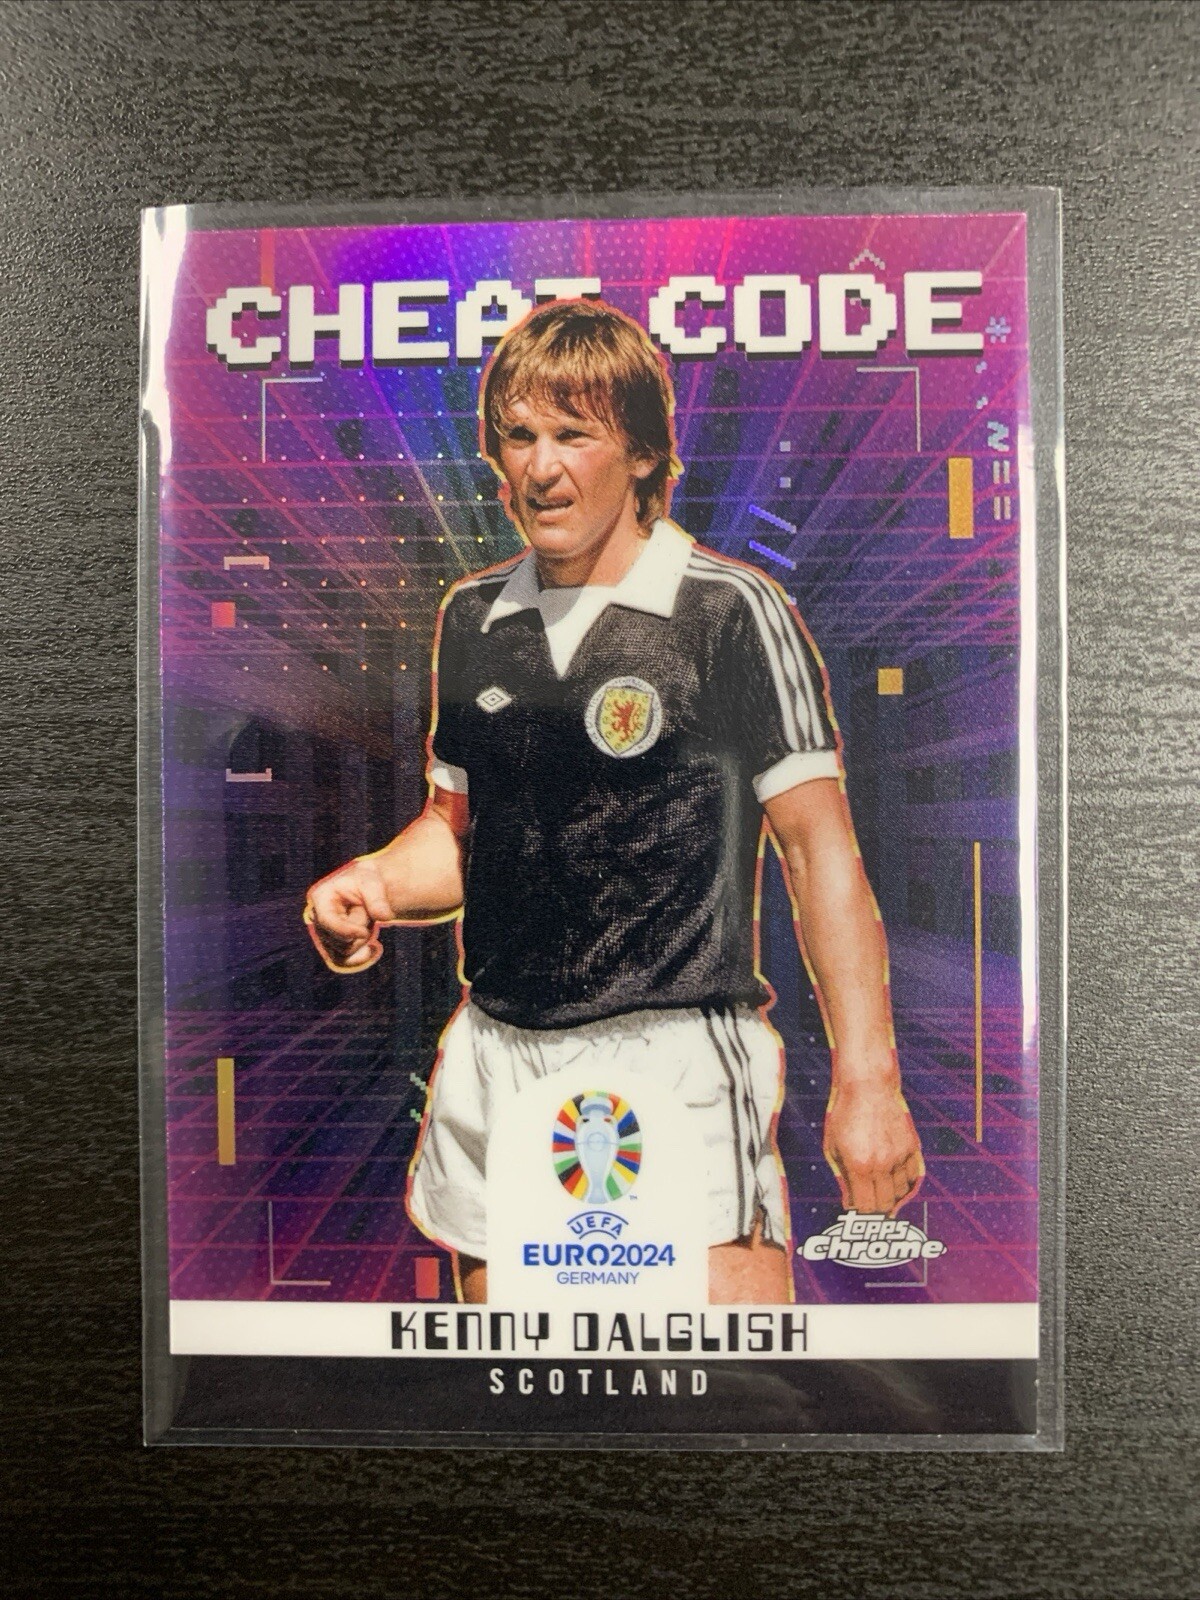 CHEAT CODE
UEFA
EURO2024
GERMANY
topps
Chrome
KENNY DALGLISH
SCOTLAND